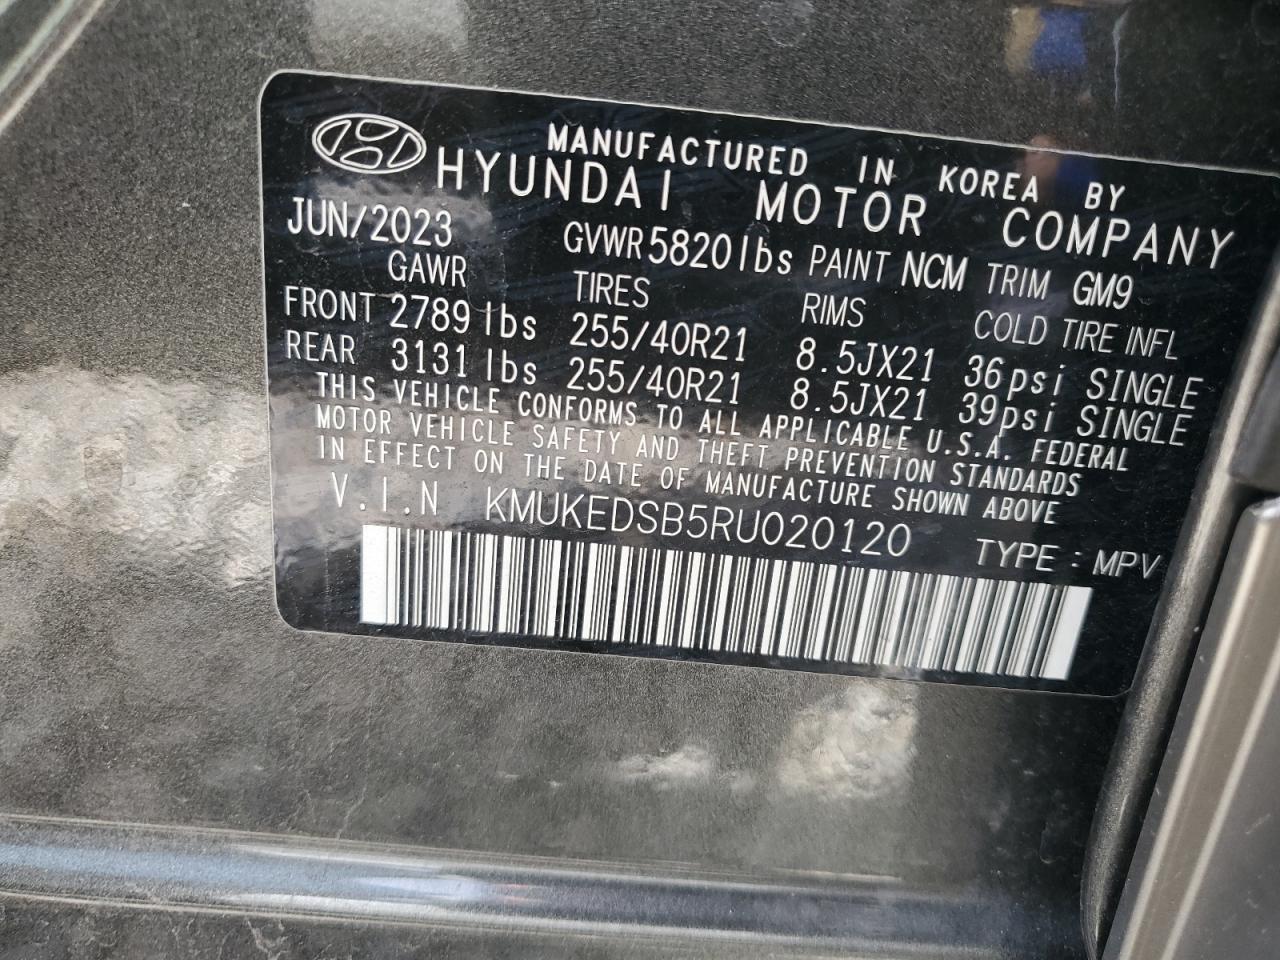 MANUFACTURED IN KOREA BY
HYUNDAI MOTOR COMPANY
JUN/2023 GVWR 5820lbs PAINT NCM TRIM GM9
GAWR TIRES RIMS COLD TIRE INFL
FRONT 2789 lbs 255/40R21 8.5JX21 36psi SINGLE
REAR 3131 lbs 255/40R21 8.5JX21 39psi SINGLE
THIS VEHICLE CONFORMS TO ALL APPLICABLE U.S.A. FEDERAL
MOTOR VEHICLE SAFETY AND THEFT PREVENTION STANDARDS
IN EFFECT ON THE DATE OF MANUFACTURE SHOWN ABOVE
V.I.N KMUKEDSB5RU020120 TYPE : MPV